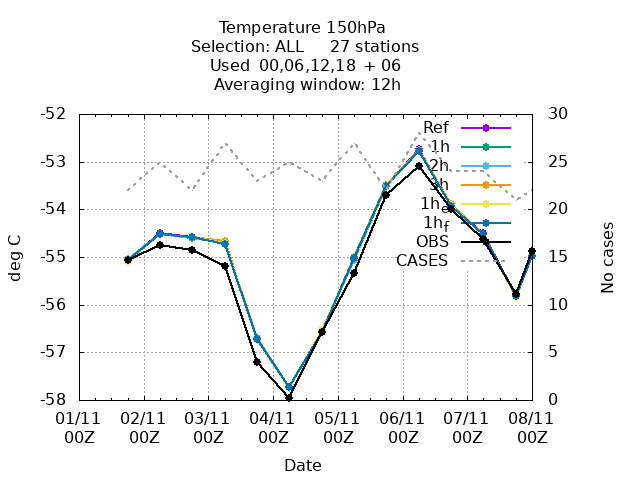 Temperature 150hPa
Selection: ALL     27 stations
Used 00,06,12,18 + 06
Averaging window: 12h
-52
-53
-54
-55
-56
-57
-58
deg C
30
25
20
15
10
5
0
No cases
Ref
1h
2h
3h
1h_e
1h_f
OBS
CASES
01/11 02/11 03/11 04/11 05/11 06/11 07/11 08/11
00Z 00Z 00Z 00Z 00Z 00Z 00Z 00Z
Date